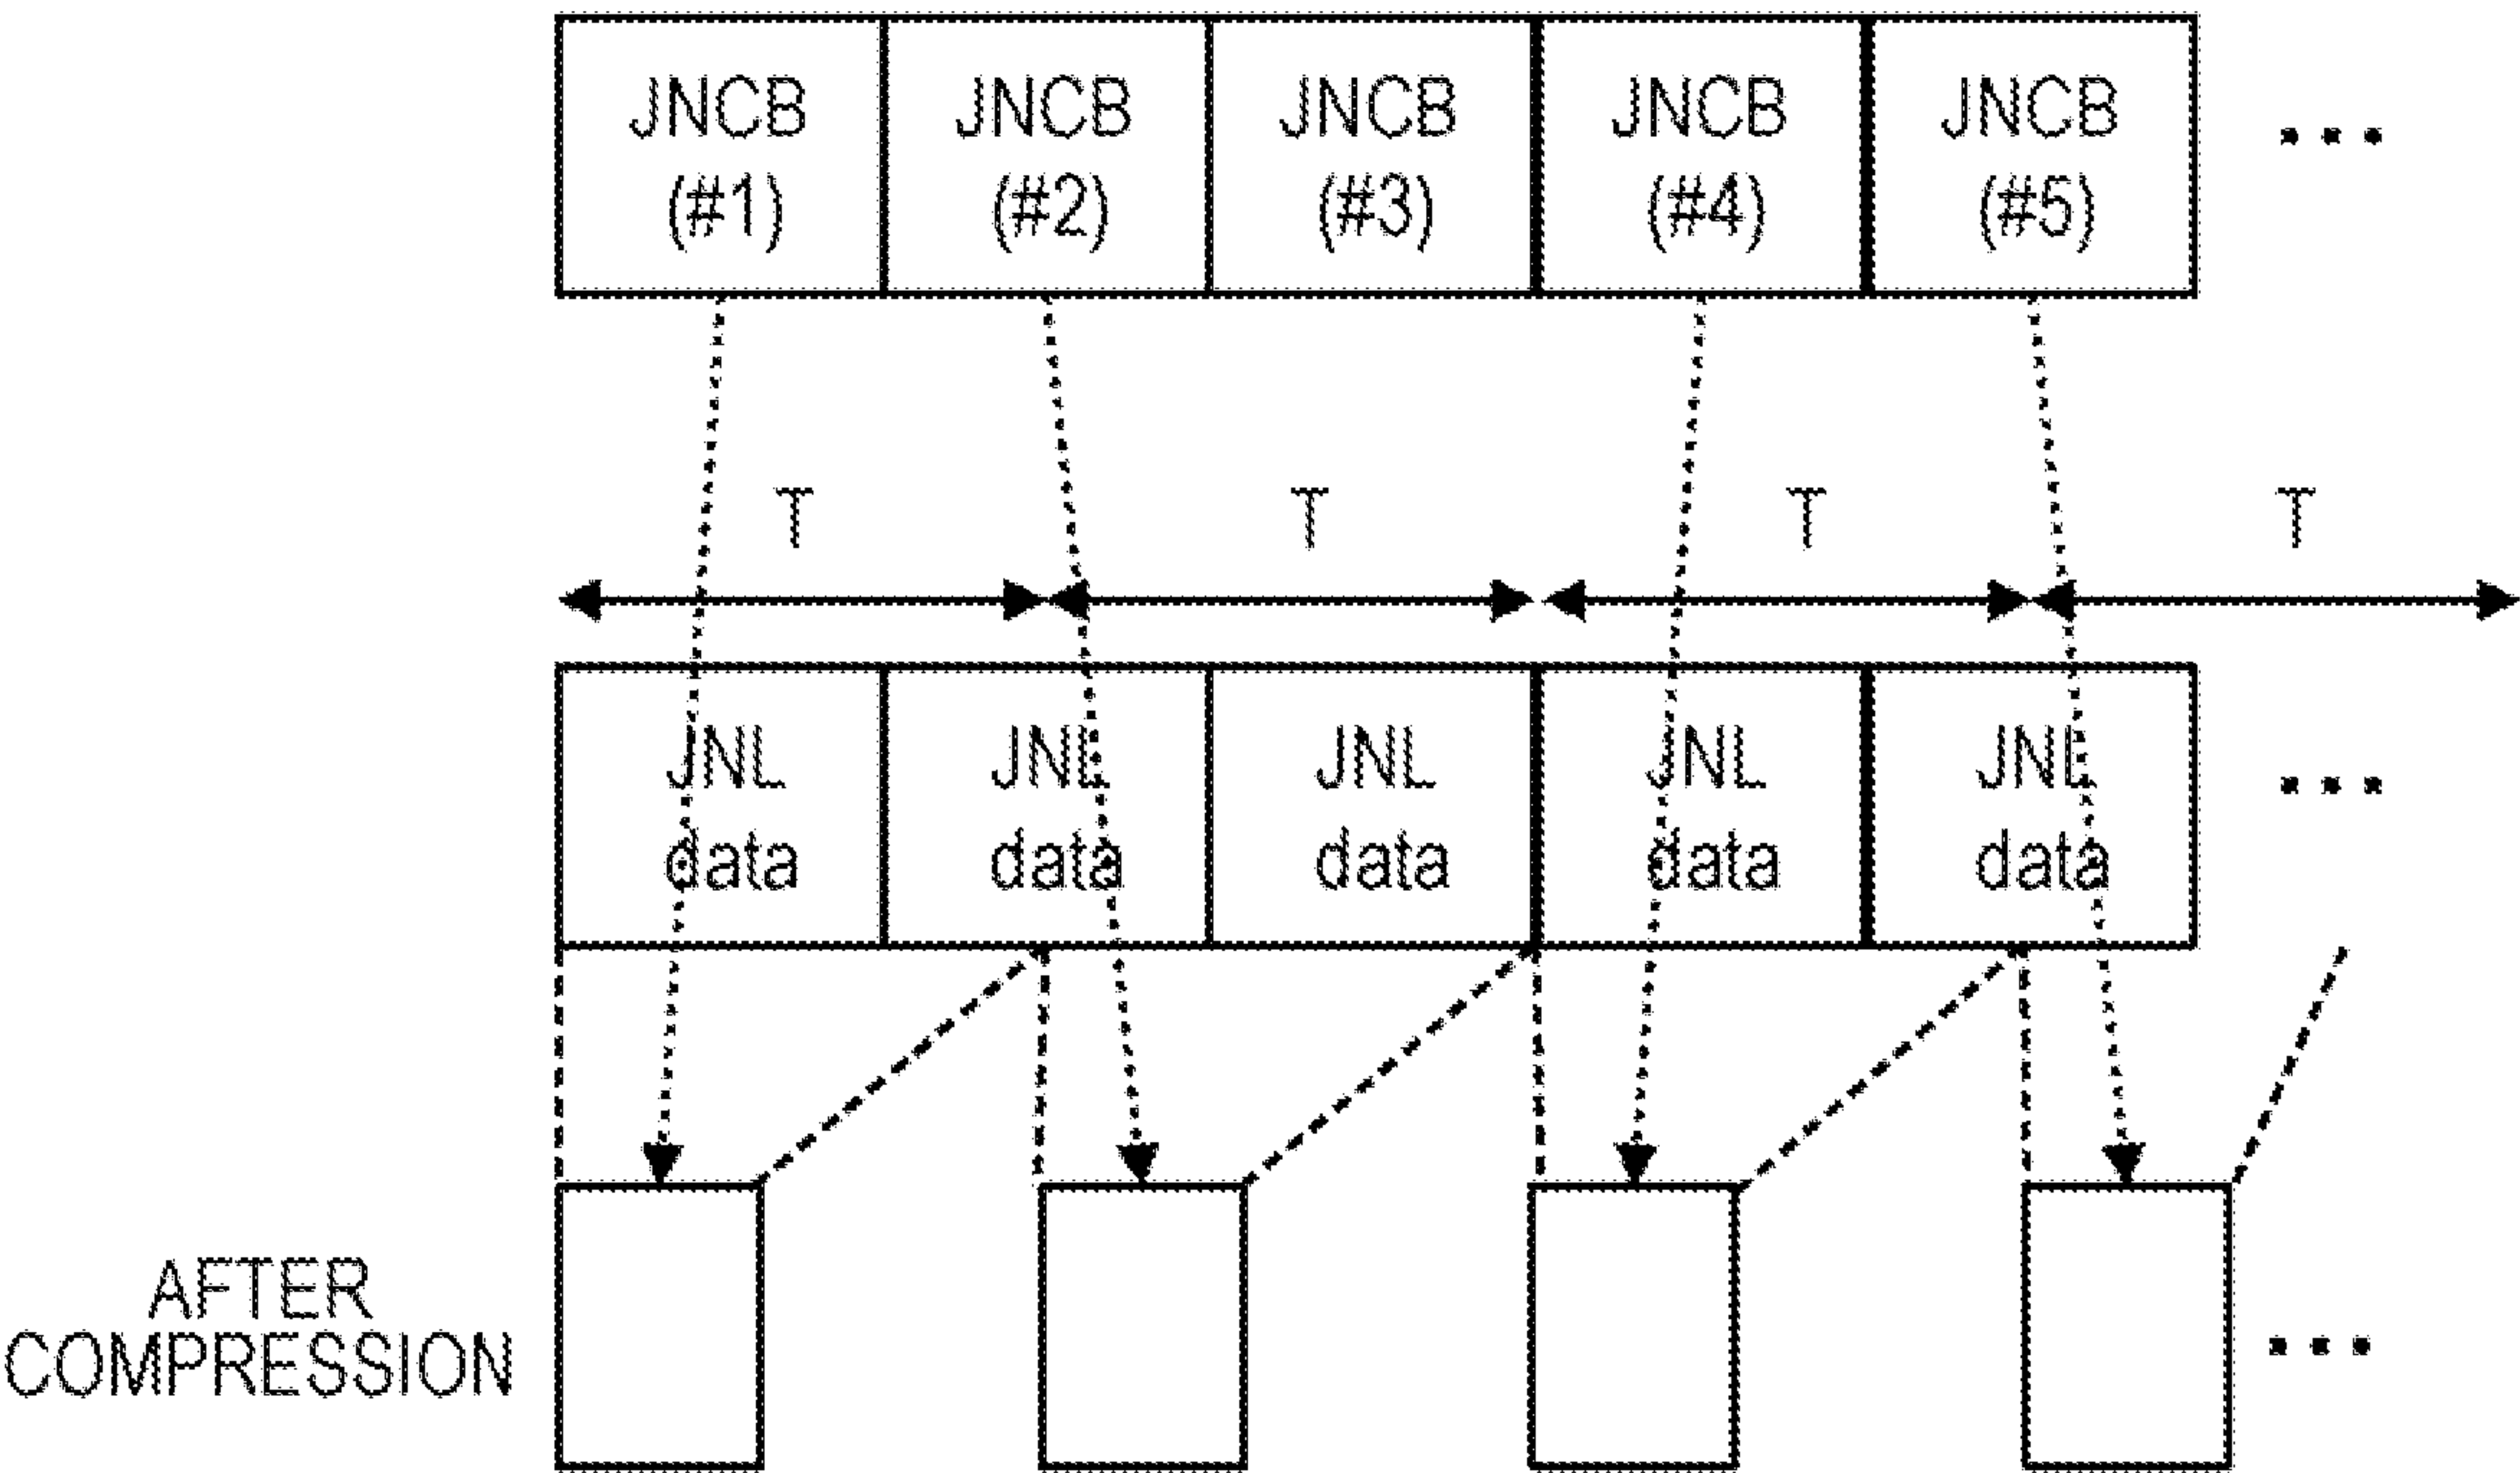 JNCB JNCB JNCB JNCB JNCB ...
(#1) (#2) (#3) (#4) (#5)
T T T T
JNL JNL JNL JNL JNL ...
data data data data data
AFTER
COMPRESSION ...